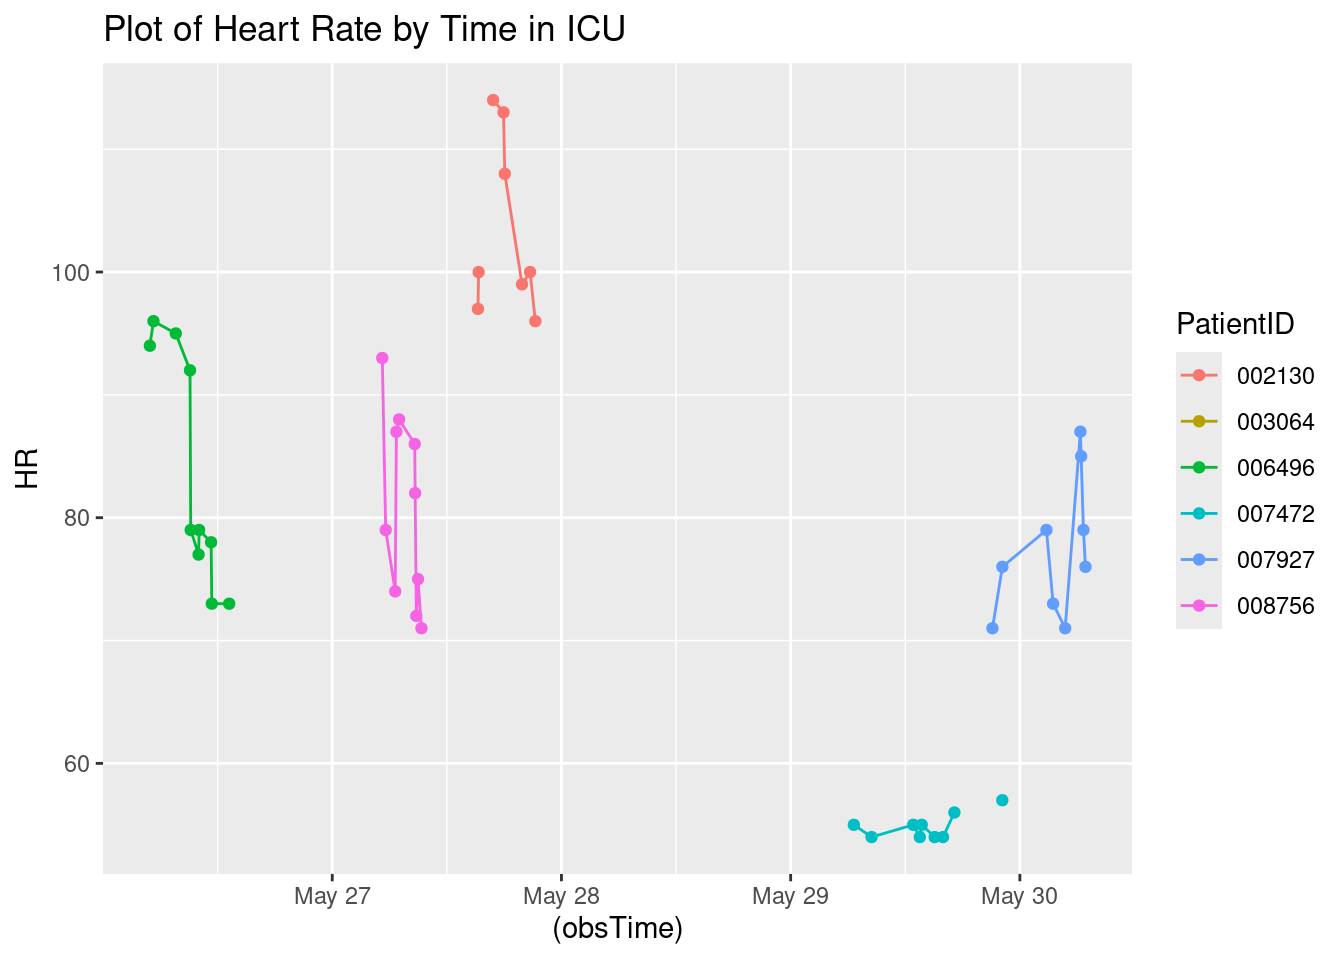 Plot of Heart Rate by Time in ICU
HR
100
80
60
May 27
May 28
May 29
May 30
(obsTime)
PatientID
002130
003064
006496
007472
007927
008756